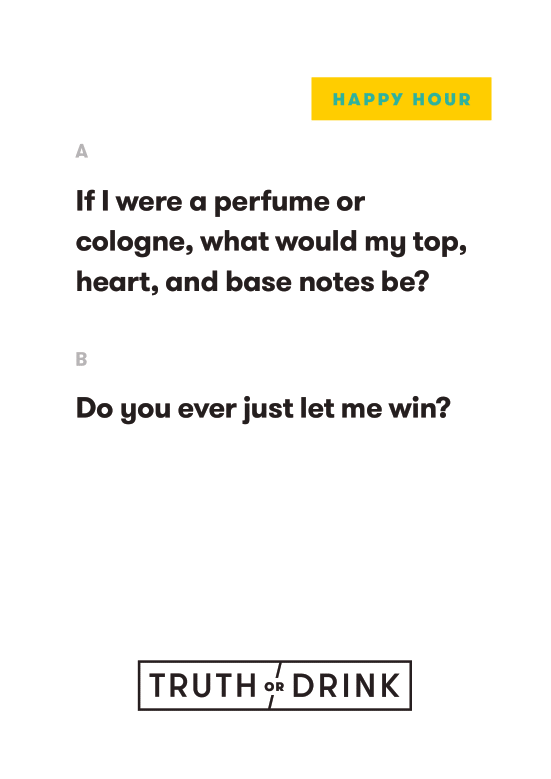 HAPPY HOUR
A
If I were a perfume or
cologne, what would my top,
heart, and base notes be?
B
Do you ever just let me win?
TRUTH OR DRINK